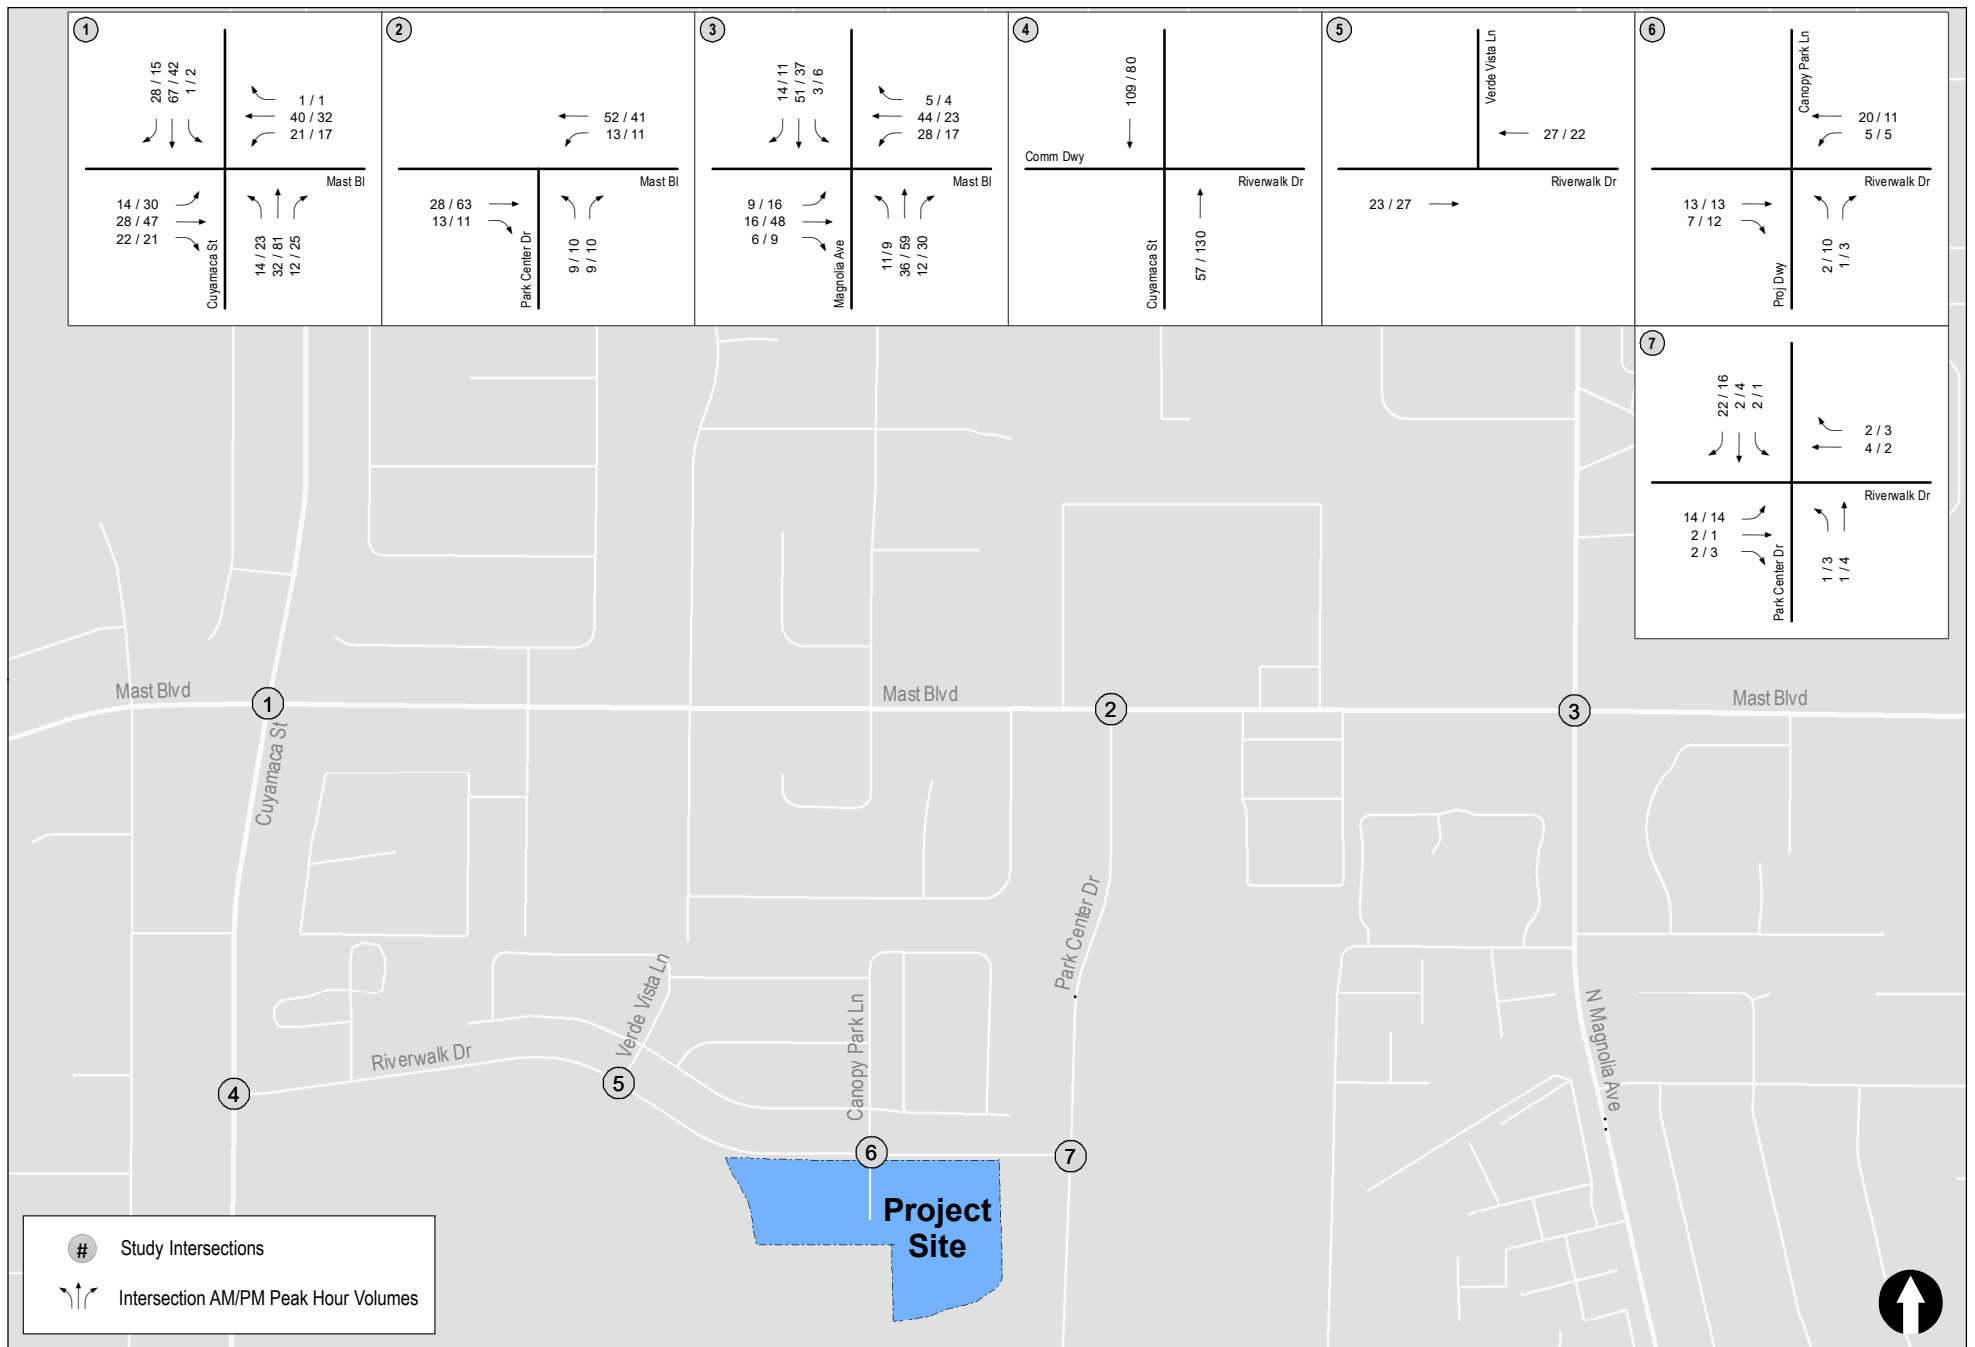 1
28 / 15
67 / 42
1 / 2
1 / 1
40 / 32
21 / 17
Mast Bl
14 / 30
28 / 47
22 / 21
Cuyamaca St
14 / 23
32 / 81
12 / 25
2
52 / 41
13 / 11
Mast Bl
28 / 63
13 / 11
Park Center Dr
9 / 10
9 / 10
3
14 / 11
51 / 37
3 / 6
5 / 4
44 / 23
28 / 17
Mast Bl
9 / 16
16 / 48
6 / 9
Magnolia Ave
11 / 9
36 / 59
12 / 30
4
109 / 80
Comm Dwy
Riverwalk Dr
Cuyamaca St
57 / 130
5
Verde Vista Ln
27 / 22
Riverwalk Dr
23 / 27
6
Canopy Park Ln
20 / 11
5 / 5
Riverwalk Dr
13 / 13
7 / 12
Proj Dwy
2 / 10
1 / 3
7
22 / 16
2 / 4
2 / 1
2 / 3
4 / 2
Riverwalk Dr
14 / 14
2 / 1
2 / 3
Park Center Dr
1 / 3
1 / 4
Mast Blvd
1
Mast Blvd
2
3
Mast Blvd
Cuyamaca St
Park Center Dr
Verde Vista Ln
Canopy Park Ln
N Magnolia Ave
Riverwalk Dr
4
5
6
7
Project
Site
# Study Intersections
Intersection AM/PM Peak Hour Volumes